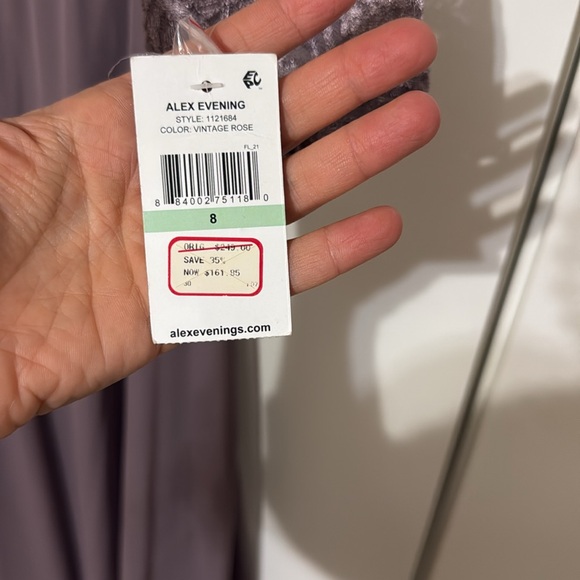 ALEX EVENING
STYLE: 1121684
COLOR: VINTAGE ROSE
FL_21
8 84002 75118 0
8
ORIG $249.00
SAVE 35%
NOW $161.85
alexevenings.com